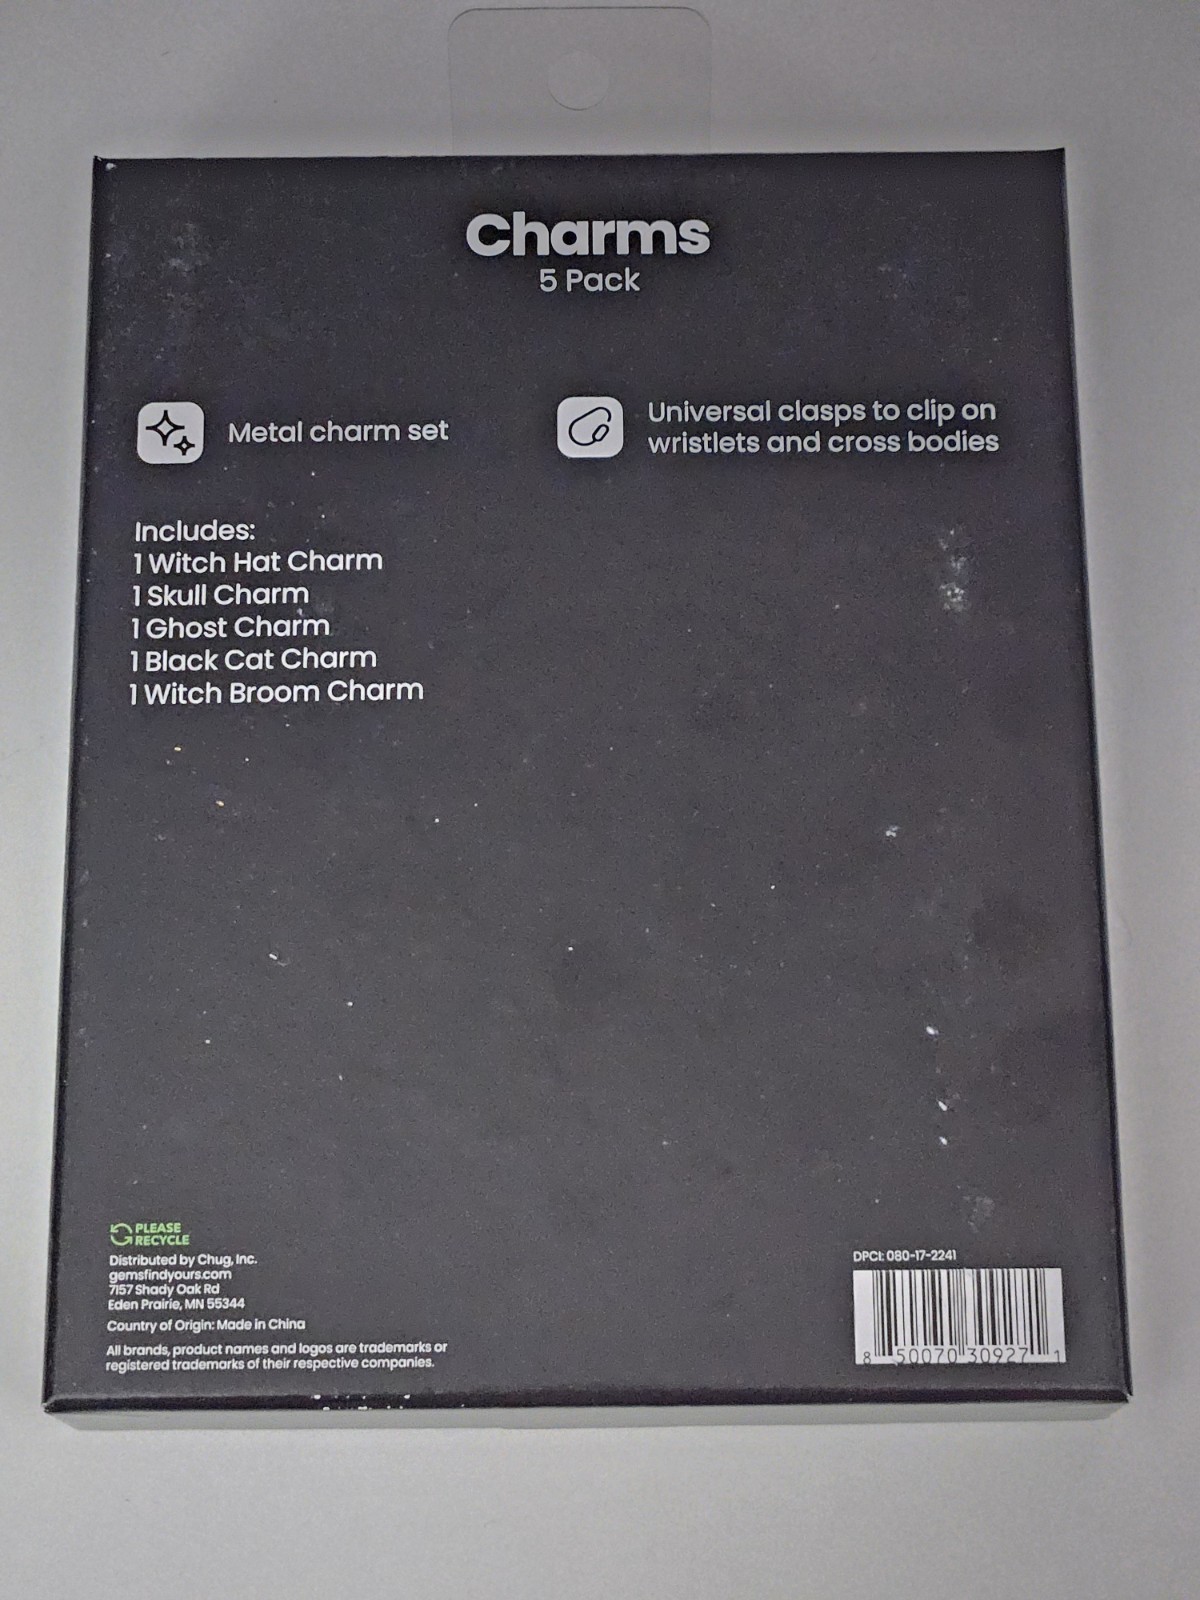 Charms
5 Pack
Metal charm set
Universal clasps to clip on
wristlets and cross bodies
Includes:
1 Witch Hat Charm
1 Skull Charm
1 Ghost Charm
1 Black Cat Charm
1 Witch Broom Charm
PLEASE
RECYCLE
Distributed by Chug, Inc.
gemsfindyours.com
7157 Shady Oak Rd
Eden Prairie, MN 55344
Country of Origin: Made in China
All brands, product names and logos are trademarks or
registered trademarks of their respective companies.
DPCI: 080-17-2241
8 50070 30927 1